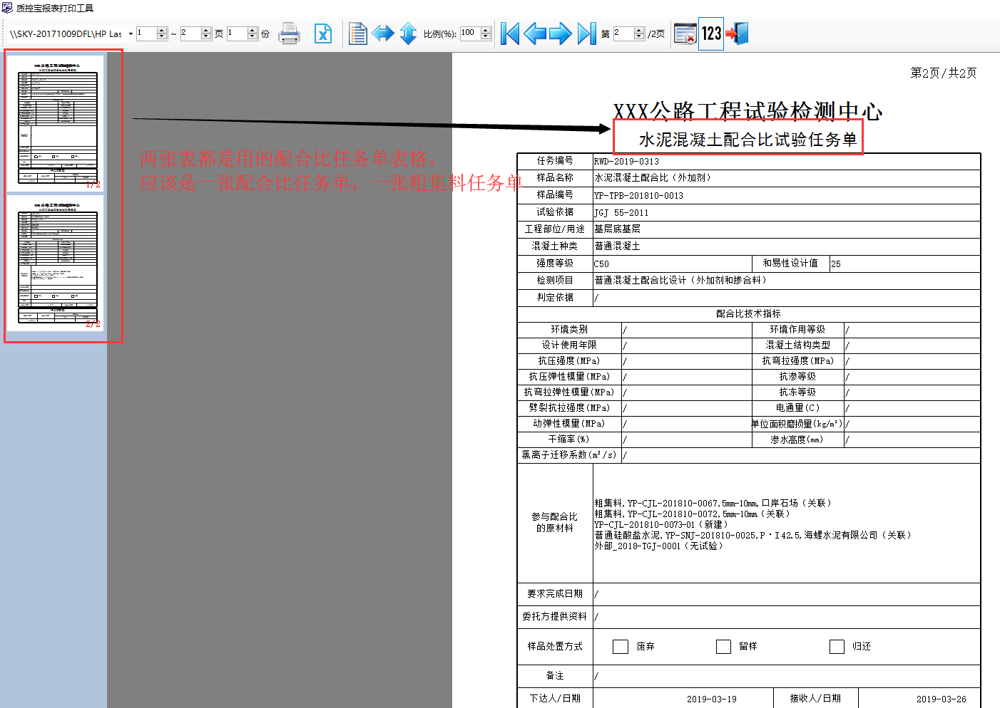 质控宝报表打印工具
\\SKY-20171009DFL\HP Las 1 ~ 2 页 1 份 比例(%): 100 第 2 /2页 123
1/2
2/2
两张表都是用的配合比任务单表格，
应该是一张配合比任务单，一张粗集料任务单
第2页/共2页
XXX公路工程试验检测中心
水泥混凝土配合比试验任务单
任务编号 RWD-2019-0313
样品名称 水泥混凝土配合比（外加剂）
样品编号 YP-TPB-201810-0013
试验依据 JGJ 55-2011
工程部位/用途 基层底基层
混凝土种类 普通混凝土
强度等级 C50 和易性设计值 25
检测项目 普通混凝土配合比设计（外加剂和掺合料）
判定依据 /
配合比技术指标
环境类别 / 环境作用等级 /
设计使用年限 / 混凝土结构类型 /
抗压强度(MPa) / 抗弯拉强度(MPa) /
抗压弹性模量(MPa) / 抗渗等级 /
抗弯拉弹性模量(MPa) / 抗冻等级 /
劈裂抗拉强度(MPa) / 电通量(C) /
动弹性模量(MPa) / 单位面积磨损量(kg/m³) /
干缩率(%) / 渗水高度(mm) /
氯离子迁移系数(m²/s) /
参与配合比
的原材料
粗集料,YP-CJL-201810-0067,5mm-10mm,口岸石场（关联）
粗集料,YP-CJL-201810-0072,5mm-10mm（关联）
YP-CJL-201810-0073-01（新建）
普通硅酸盐水泥,YP-SNJ-201810-0025,P·I42.5,海螺水泥有限公司（关联）
外部_2018-TGJ-0001（无试验）
要求完成日期 /
委托方提供资料 /
样品处置方式 废弃 留样 归还
备注 /
下达人/日期 2019-03-19 接收人/日期 2019-03-26